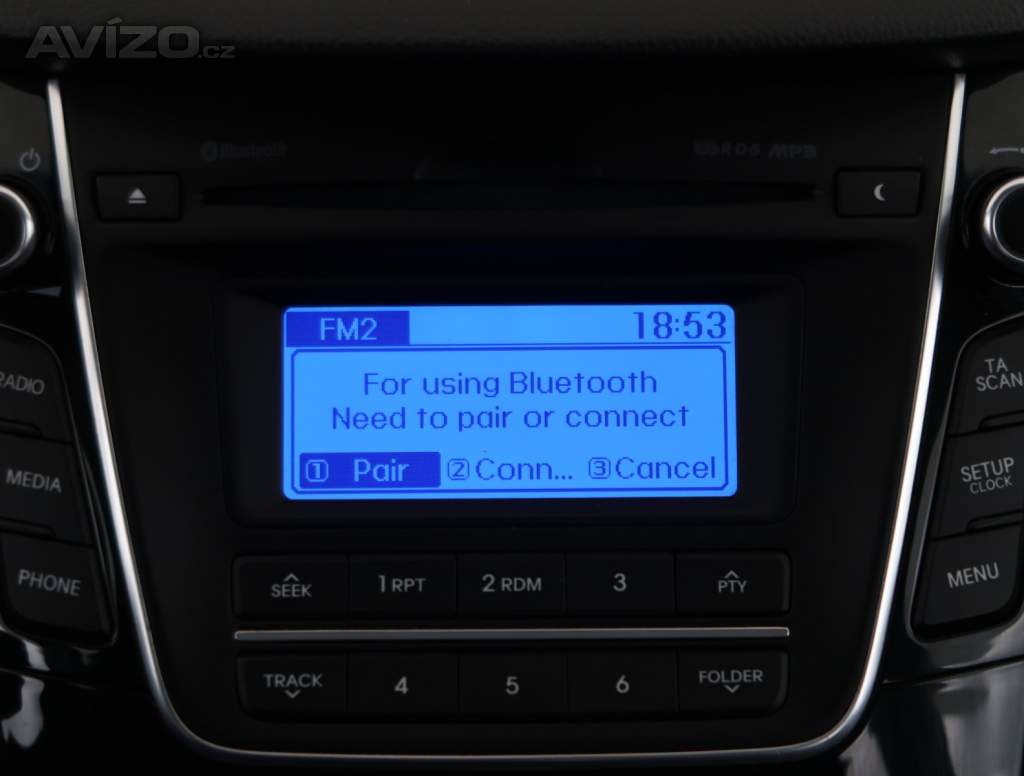 AVÍZO.cz
Bluetooth
MP3
FM2 18:53
For using Bluetooth
Need to pair or connect
1 Pair 2 Conn... 3 Cancel
RADIO
MEDIA
PHONE
TA
SCAN
SETUP
CLOCK
MENU
SEEK 1 RPT 2 RDM 3 PTY
TRACK 4 5 6 FOLDER